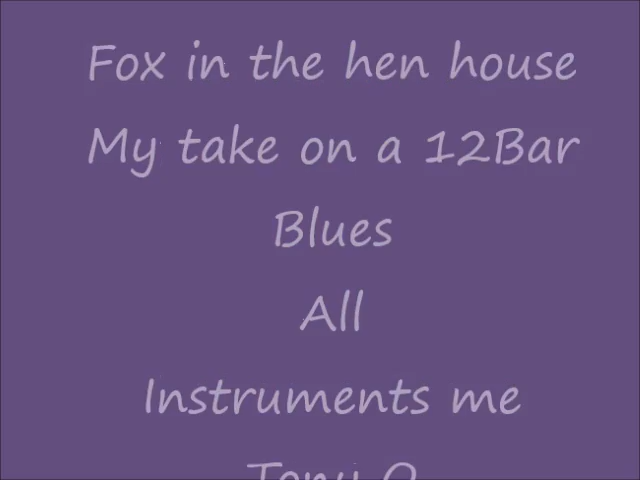 Fox in the hen house
My take on a 12Bar
Blues
All
Instruments me